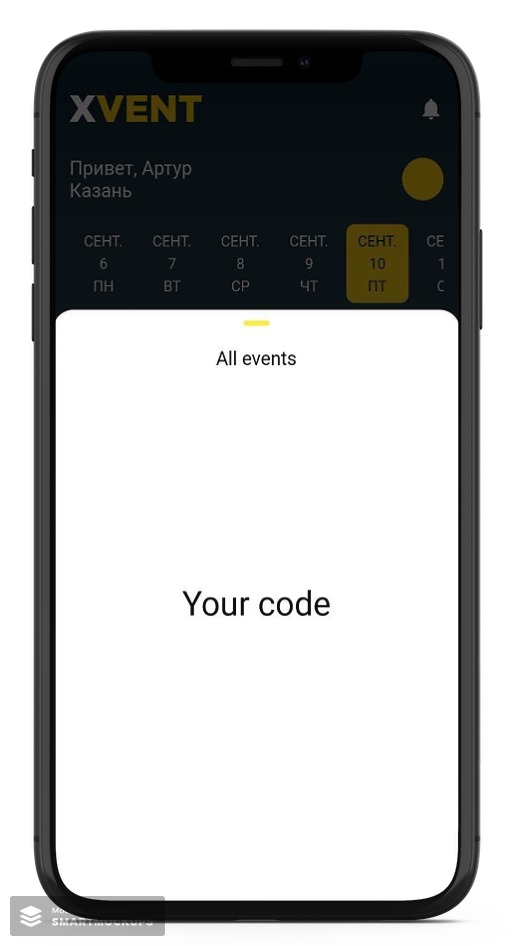 XVENT
Привет, Артур
Казань
СЕНТ. СЕНТ. СЕНТ. СЕНТ. СЕНТ. СЕ
6 7 8 9 10 1
ПН ВТ СР ЧТ ПТ С
All events
Your code
SMARTMOCKUPS